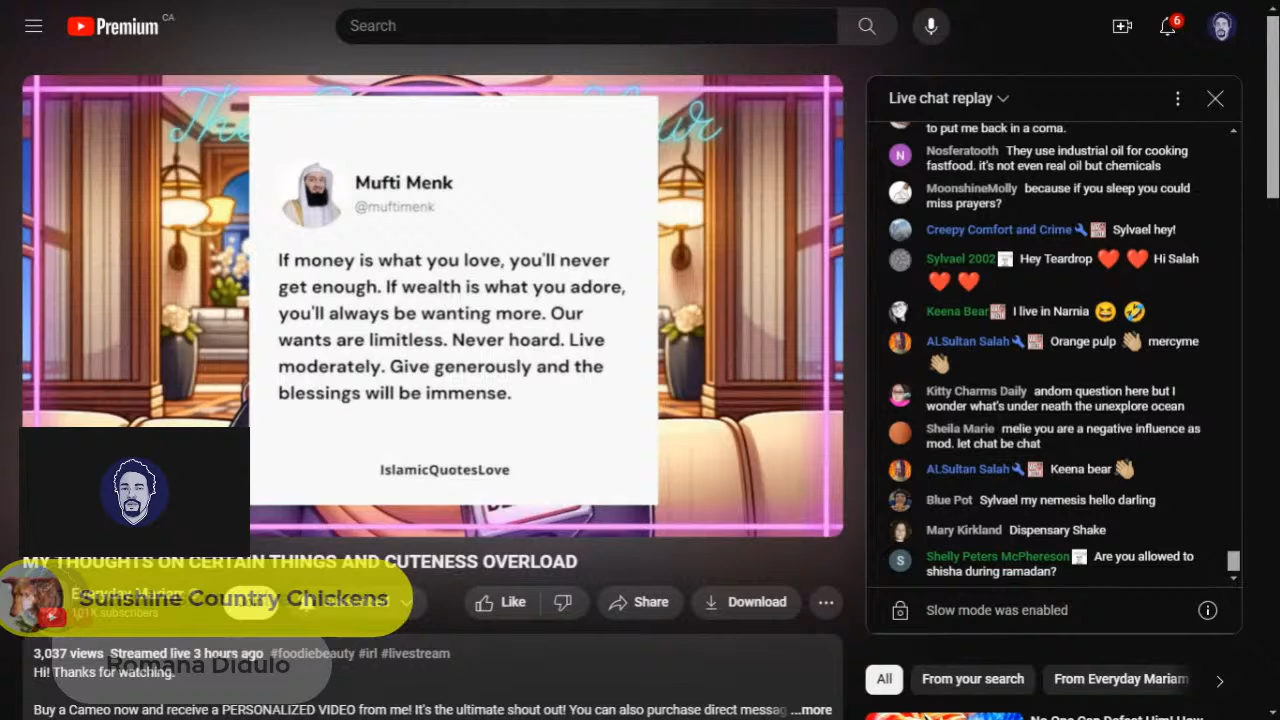 Premium CA
Search
6
The
ur
Mufti Menk
@muftimenk
If money is what you love, you'll never
get enough. If wealth is what you adore,
you'll always be wanting more. Our
wants are limitless. Never hoard. Live
moderately. Give generously and the
blessings will be immense.
IslamicQuotesLove
MY THOUGHTS ON CERTAIN THINGS AND CUTENESS OVERLOAD
Everyday Mariam
101K subscribers
Sunshine Country Chickens
Like
Share
Download
3,037 views Streamed live 3 hours ago #foodiebeauty #irl #livestream
Romana Didulo
Hi! Thanks for watching.
Buy a Cameo now and receive a PERSONALIZED VIDEO from me! It's the ultimate shout out! You can also purchase direct messag ...more
Live chat replay
to put me back in a coma.
N
Nosferatooth They use industrial oil for cooking
fastfood. it's not even real oil but chemicals
MoonshineMolly because if you sleep you could
miss prayers?
Creepy Comfort and Crime Sylvael hey!
Sylvael 2002 Hey Teardrop ❤️ ❤️ Hi Salah
❤️ ❤️
Keena Bear I live in Narnia 😆 🤣
ALSultan Salah Orange pulp 👋🏼 mercyme
👋🏼
Kitty Charms Daily andom question here but I
wonder what's under neath the unexplore ocean
Sheila Marie melie you are a negative influence as
mod. let chat be chat
ALSultan Salah Keena bear 👋🏼
Blue Pot Sylvael my nemesis hello darling
Mary Kirkland Dispensary Shake
S
Shelly Peters McPhereson Are you allowed to
shisha during ramadan?
Slow mode was enabled
All
From your search
From Everyday Mariam